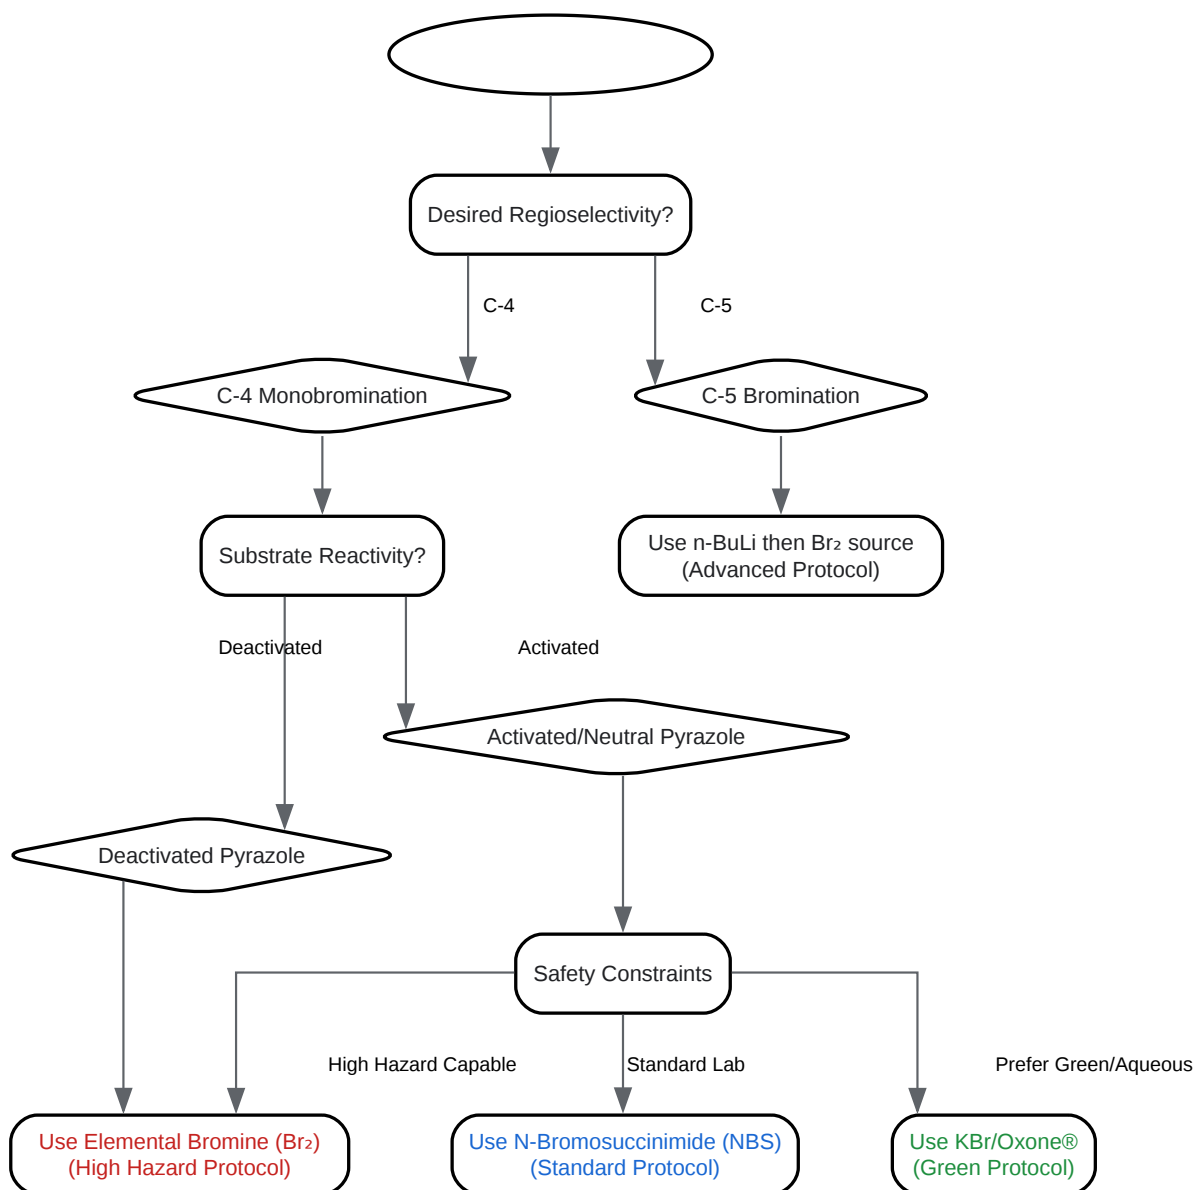 Desired Regioselectivity?
C-4
C-5
C-4 Monobromination
C-5 Bromination
Substrate Reactivity?
Use n-BuLi then Br₂ source
(Advanced Protocol)
Deactivated
Activated
Activated/Neutral Pyrazole
Deactivated Pyrazole
Safety Constraints
High Hazard Capable
Standard Lab
Prefer Green/Aqueous
Use Elemental Bromine (Br₂)
(High Hazard Protocol)
Use N-Bromosuccinimide (NBS)
(Standard Protocol)
Use KBr/Oxone®
(Green Protocol)